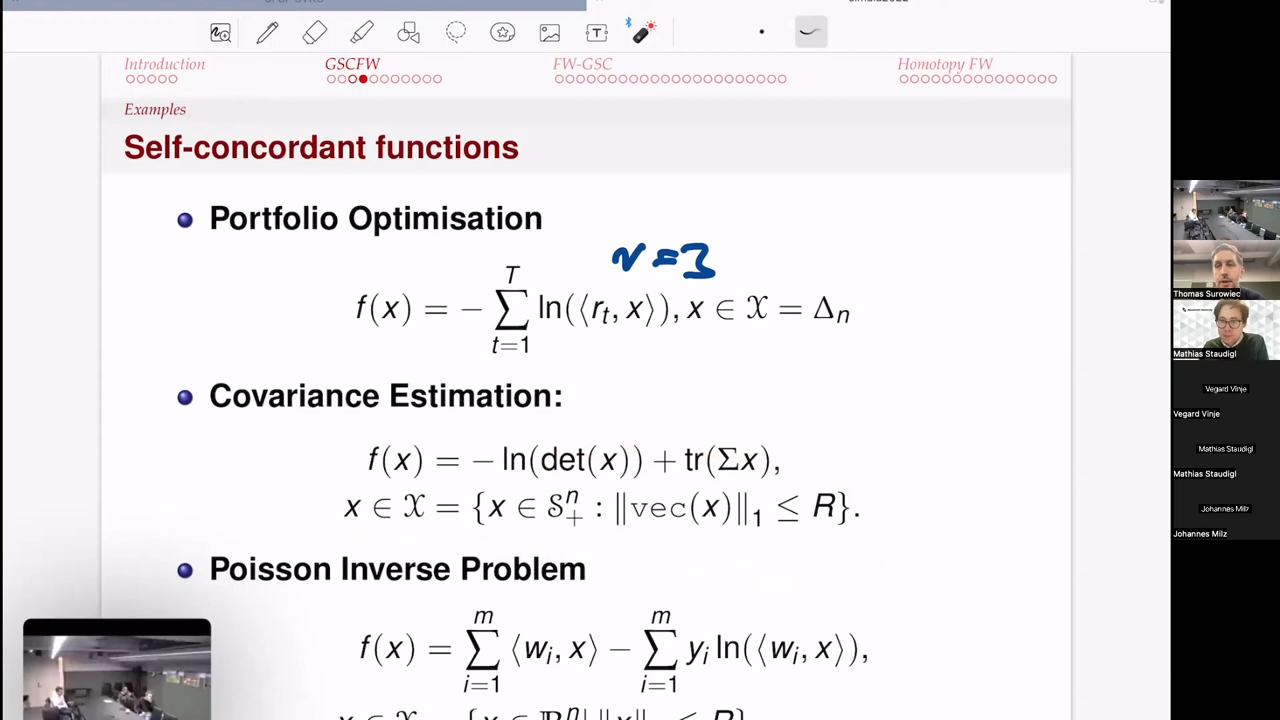 Introduction
GSCFW
FW-GSC
Homotopy FW
Examples
Self-concordant functions
Portfolio Optimisation
ν = 3
f(x) = − ∑_{t=1}^{T} ln(⟨r_t, x⟩), x ∈ 𝒳 = Δ_n
Covariance Estimation:
f(x) = − ln(det(x)) + tr(Σx),
x ∈ 𝒳 = {x ∈ 𝒮^n_+ : ‖vec(x)‖_1 ≤ R}.
Poisson Inverse Problem
f(x) = ∑_{i=1}^{m} ⟨w_i, x⟩ − ∑_{i=1}^{m} y_i ln(⟨w_i, x⟩),
Thomas Surowiec
Mathias Staudigl
Vegard Vinje
Vegard Vinje
Mathias Staudigl
Mathias Staudigl
Johannes Milz
Johannes Milz